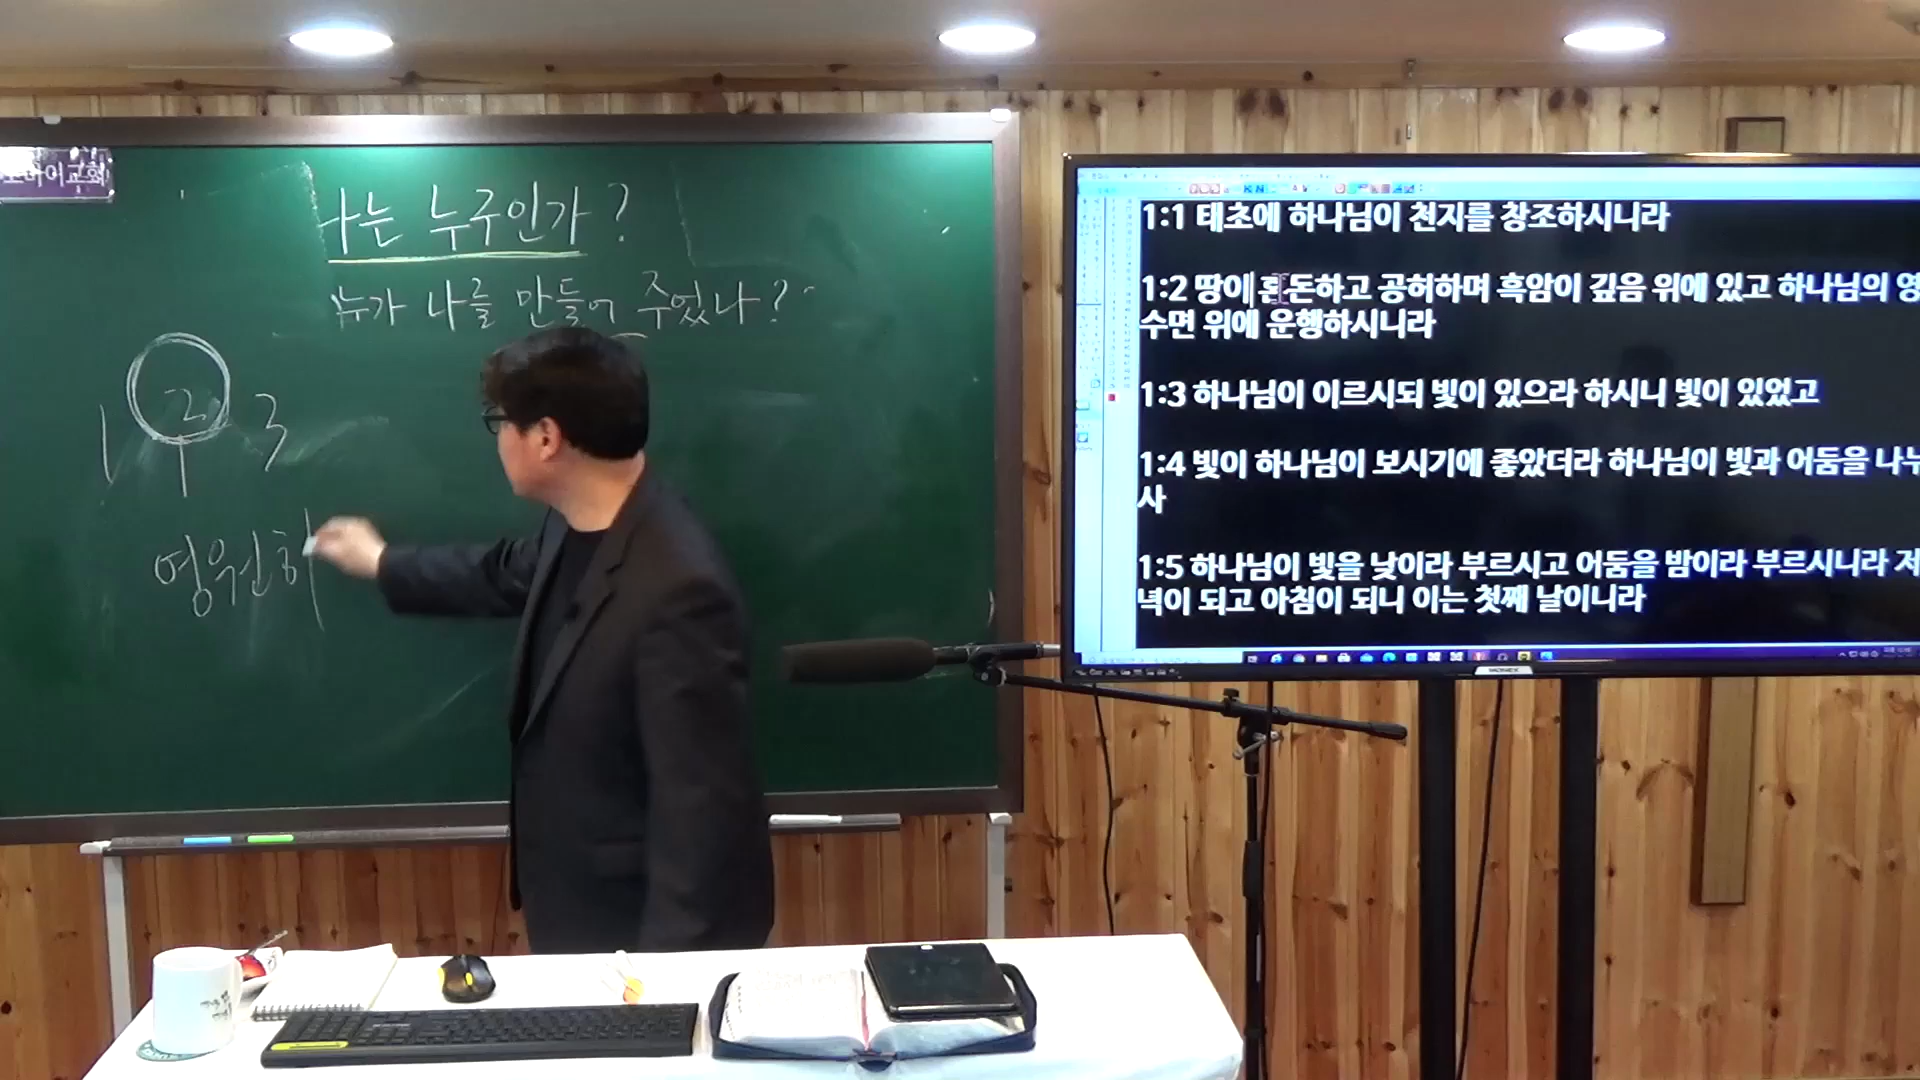 나는 누구인가?
누가 나를 만들어 주었나?
1 2 3
영원하
1:1 태초에 하나님이 천지를 창조하시니라
1:2 땅이 혼돈하고 공허하며 흑암이 깊음 위에 있고 하나님의 영
수면 위에 운행하시니라
1:3 하나님이 이르시되 빛이 있으라 하시니 빛이 있었고
1:4 빛이 하나님이 보시기에 좋았더라 하나님이 빛과 어둠을 나누
사
1:5 하나님이 빛을 낮이라 부르시고 어둠을 밤이라 부르시니라 저
녁이 되고 아침이 되니 이는 첫째 날이니라